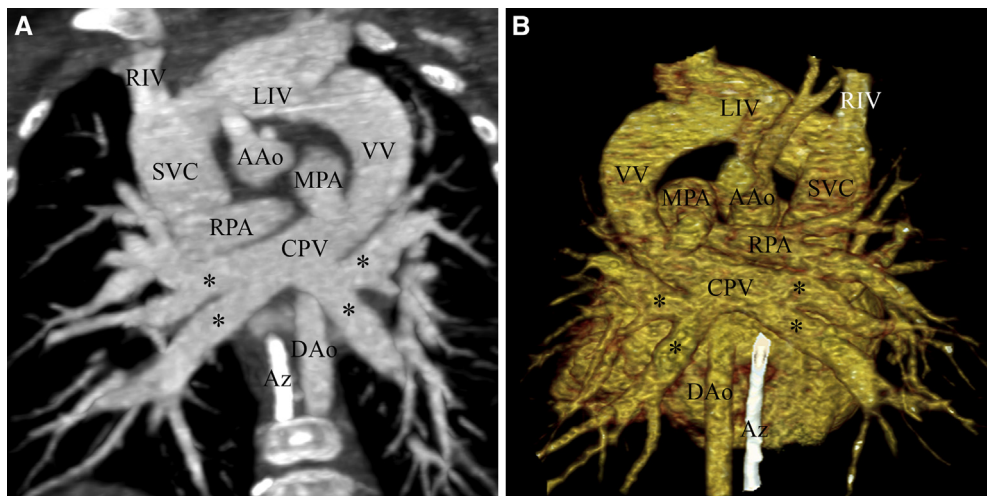 A
RIV
LIV
SVC
AAo
VV
MPA
RPA
CPV
*
*
*
*
DAo
Az
B
LIV
RIV
VV
MPA
AAo
SVC
RPA
CPV
*
*
*
*
DAo
Az